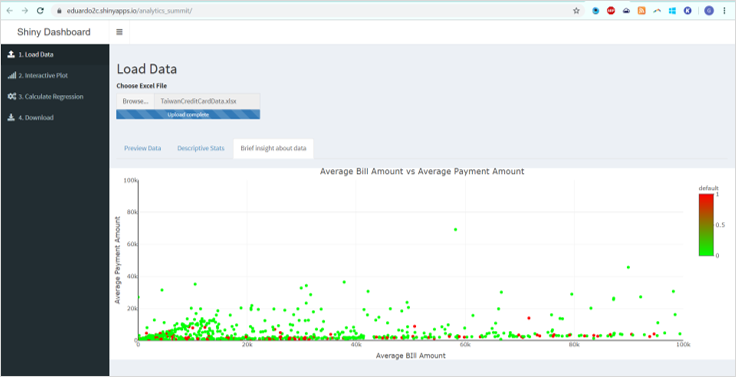 eduardo2c.shinyapps.io/analytics_summit/
Shiny Dashboard
1. Load Data
2. Interactive Plot
3. Calculate Regression
4. Download
Load Data
Choose Excel File
Browse... TaiwanCreditCardData.xlsx
Upload complete
Preview Data Descriptive Stats Brief insight about data
Average Bill Amount vs Average Payment Amount
100k
80k
60k
40k
20k
0
Average Payment Amount
0 20k 40k 60k 80k 100k
Average Bill Amount
default
1
0.5
0